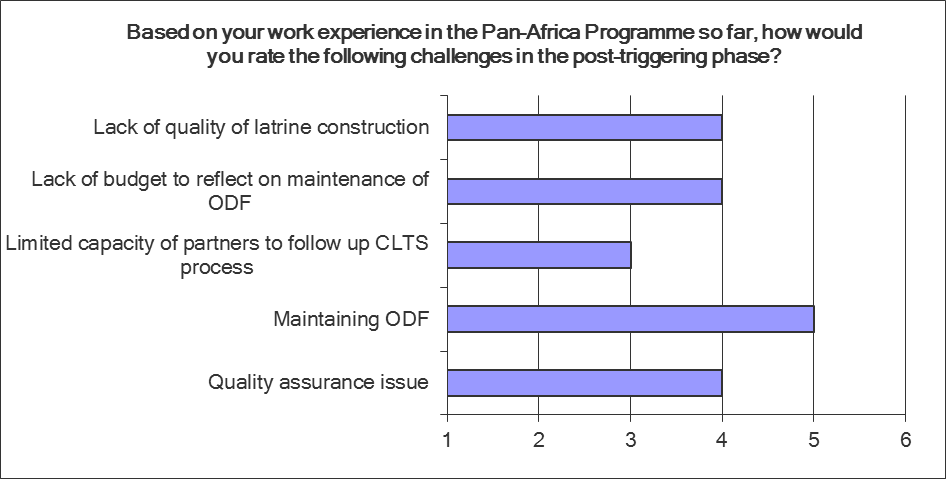 Based on your work experience in the Pan-Africa Programme so far, how would
you rate the following challenges in the post-triggering phase?
Lack of quality of latrine construction
Lack of budget to reflect on maintenance of
ODF
Limited capacity of partners to follow up CLTS
process
Maintaining ODF
Quality assurance issue
1 2 3 4 5 6